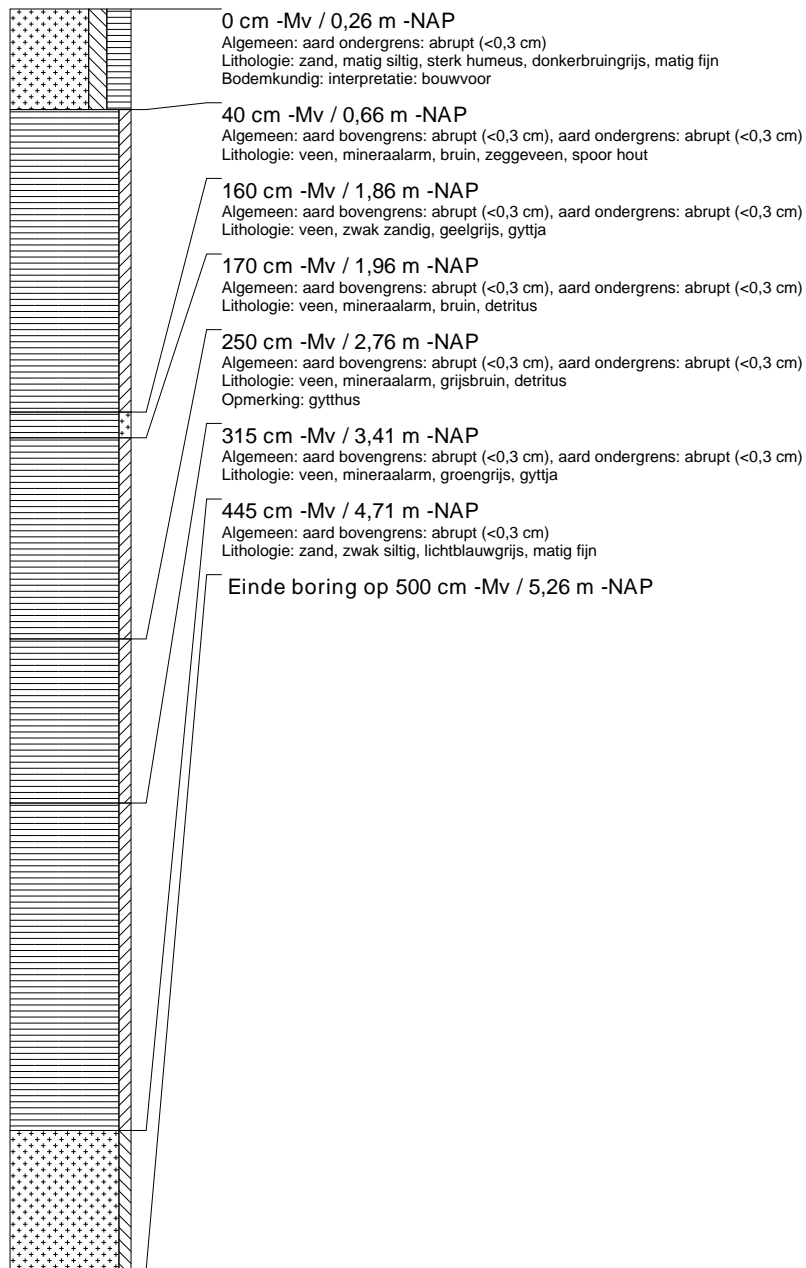 0 cm -Mv / 0,26 m -NAP
Algemeen: aard ondergrens: abrupt (<0,3 cm)
Lithologie: zand, matig siltig, sterk humeus, donkerbruingrijs, matig fijn
Bodemkundig: interpretatie: bouwvoor
40 cm -Mv / 0,66 m -NAP
Algemeen: aard bovengrens: abrupt (<0,3 cm), aard ondergrens: abrupt (<0,3 cm)
Lithologie: veen, mineraalarm, bruin, zeggeveen, spoor hout
160 cm -Mv / 1,86 m -NAP
Algemeen: aard bovengrens: abrupt (<0,3 cm), aard ondergrens: abrupt (<0,3 cm)
Lithologie: veen, zwak zandig, geelgrijs, gyttja
170 cm -Mv / 1,96 m -NAP
Algemeen: aard bovengrens: abrupt (<0,3 cm), aard ondergrens: abrupt (<0,3 cm)
Lithologie: veen, mineraalarm, bruin, detritus
250 cm -Mv / 2,76 m -NAP
Algemeen: aard bovengrens: abrupt (<0,3 cm), aard ondergrens: abrupt (<0,3 cm)
Lithologie: veen, mineraalarm, grijsbruin, detritus
Opmerking: gytthus
315 cm -Mv / 3,41 m -NAP
Algemeen: aard bovengrens: abrupt (<0,3 cm), aard ondergrens: abrupt (<0,3 cm)
Lithologie: veen, mineraalarm, groengrijs, gyttja
445 cm -Mv / 4,71 m -NAP
Algemeen: aard bovengrens: abrupt (<0,3 cm)
Lithologie: zand, zwak siltig, lichtblauwgrijs, matig fijn
Einde boring op 500 cm -Mv / 5,26 m -NAP